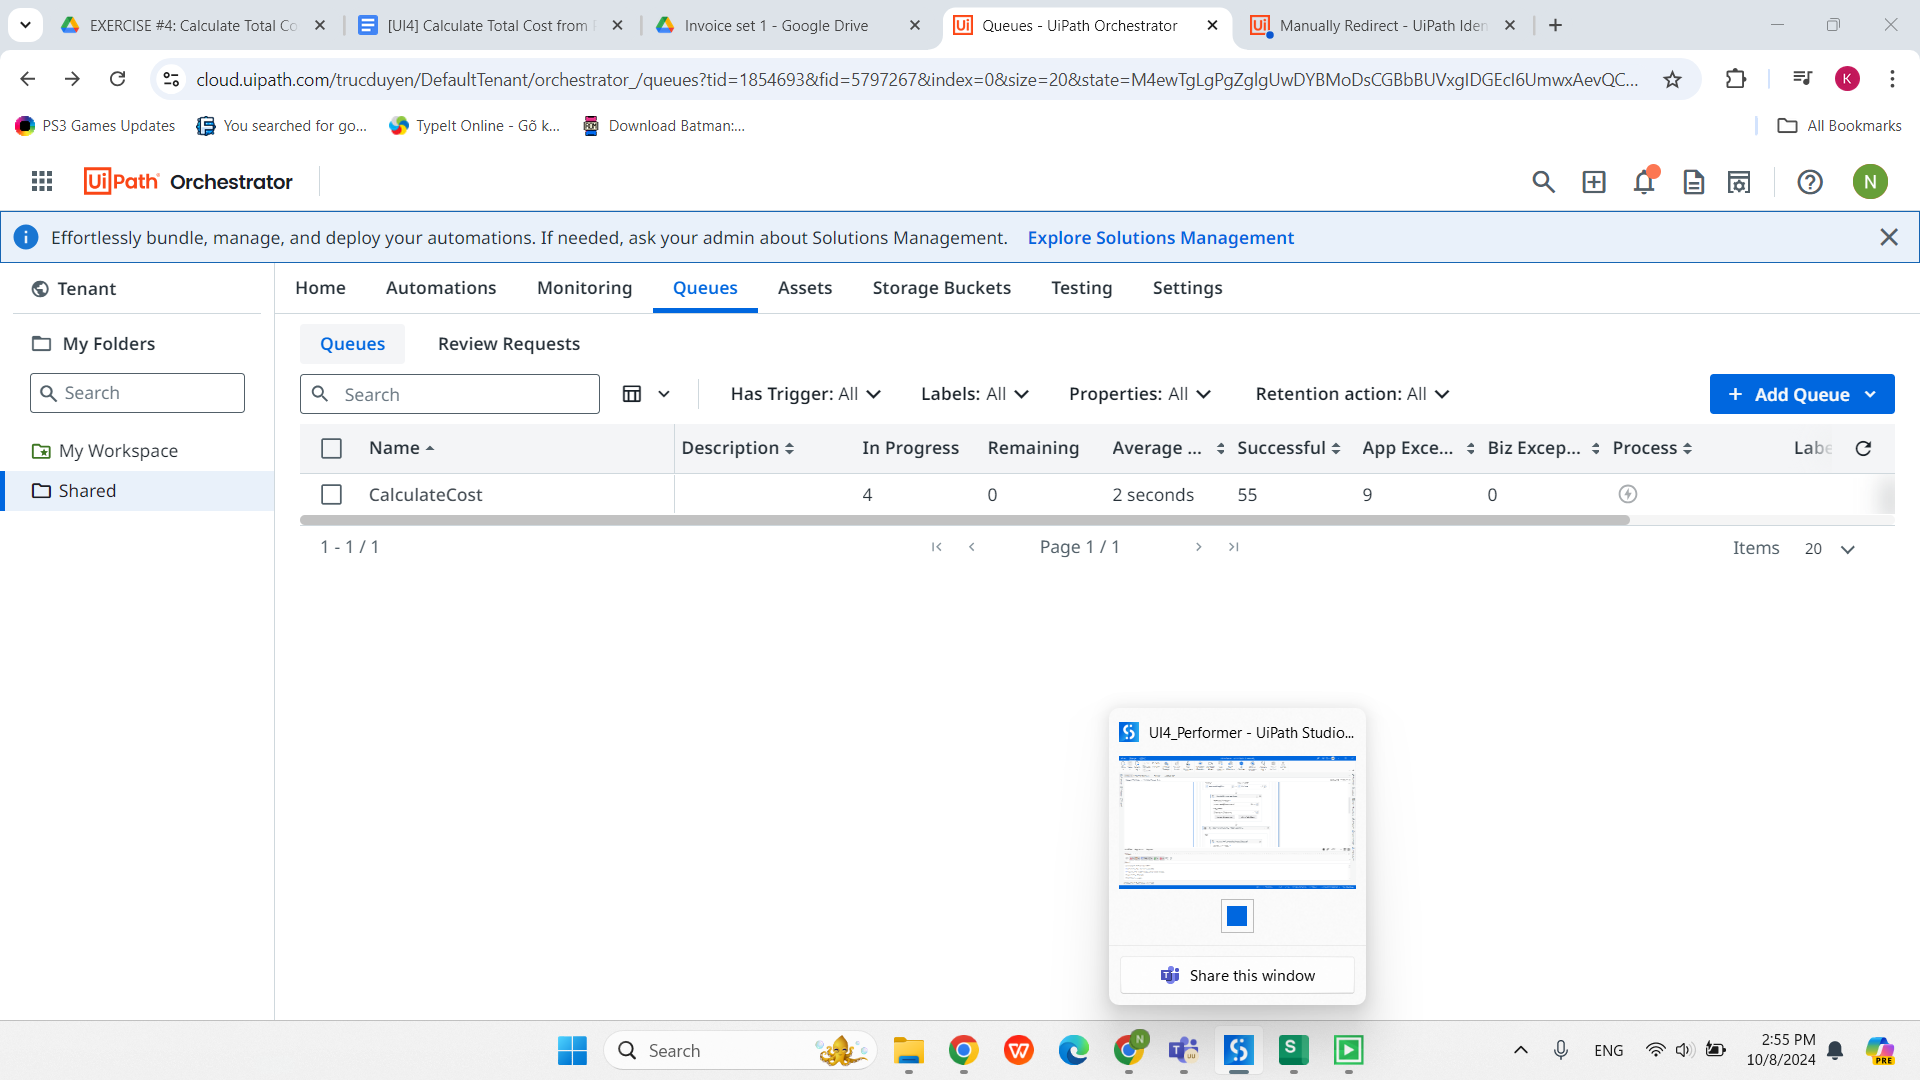 EXERCISE #4: Calculate Total Co
[UI4] Calculate Total Cost from
Invoice set 1 - Google Drive
Queues - UiPath Orchestrator
Manually Redirect - UiPath Iden
cloud.uipath.com/trucduyen/DefaultTenant/orchestrator_/queues?tid=1854693&fid=5797267&index=0&size=20&state=M4ewTgLgPgZglgUwDYBMoDsCGBbBUVxgIDGEcI6UmwxAevQC...
K
PS3 Games Updates
You searched for go...
TypeIt Online - Gõ k...
Download Batman:...
All Bookmarks
UiPath Orchestrator
N
Effortlessly bundle, manage, and deploy your automations. If needed, ask your admin about Solutions Management. Explore Solutions Management
Tenant
Home Automations Monitoring Queues Assets Storage Buckets Testing Settings
My Folders
Queues Review Requests
Search
Search
Has Trigger: All Labels: All Properties: All Retention action: All
+ Add Queue
My Workspace
Shared
Name Description In Progress Remaining Average ... Successful App Exce... Biz Excep... Process Labe
CalculateCost 4 0 2 seconds 55 9 0
1 - 1 / 1
Page 1 / 1
Items 20
UI4_Performer - UiPath Studio...
Share this window
Search
N
ENG
2:55 PM
10/8/2024
PRE